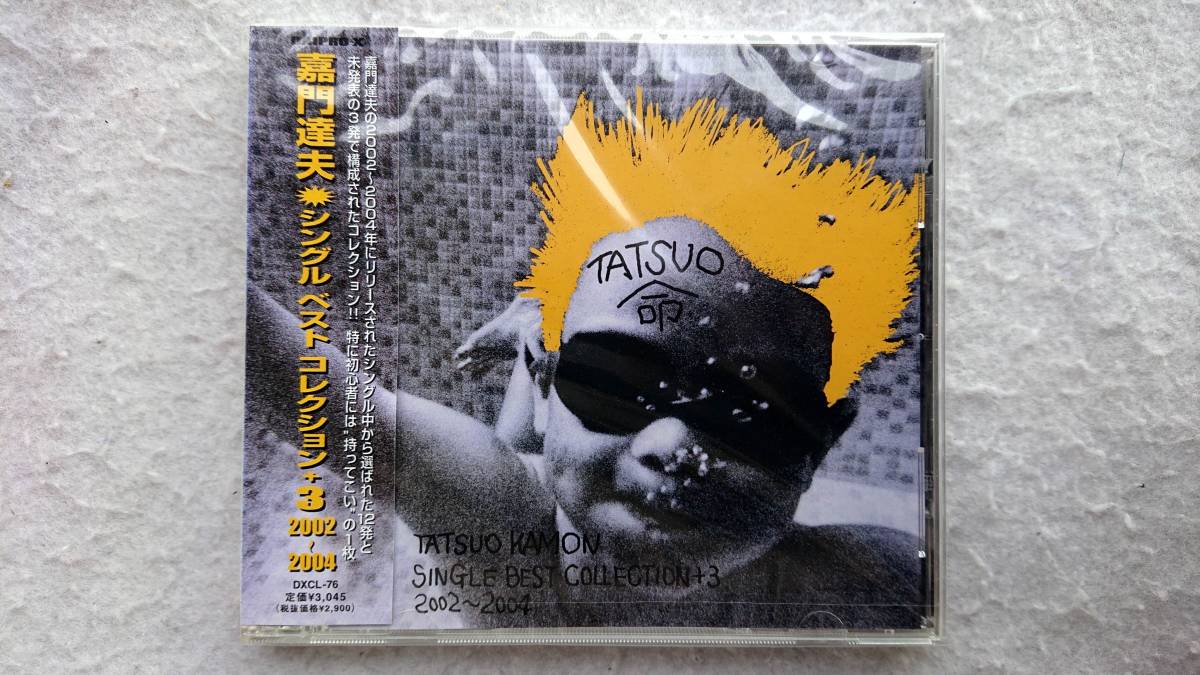 嘉門達夫の2002〜2004年にリリースされたシングル中から選ばれた12発と
未発表の3発で構成されたコレクション!! 特に初心者には"持ってこい"の1枚
嘉門達夫 シングル ベスト コレクション+3
2002
〜
2004
DXCL-76
定価¥3,045
(税抜価格¥2,900)
TATSUO
命
TATSUO KAMON
SINGLE BEST COLLECTION+3
2002〜2004